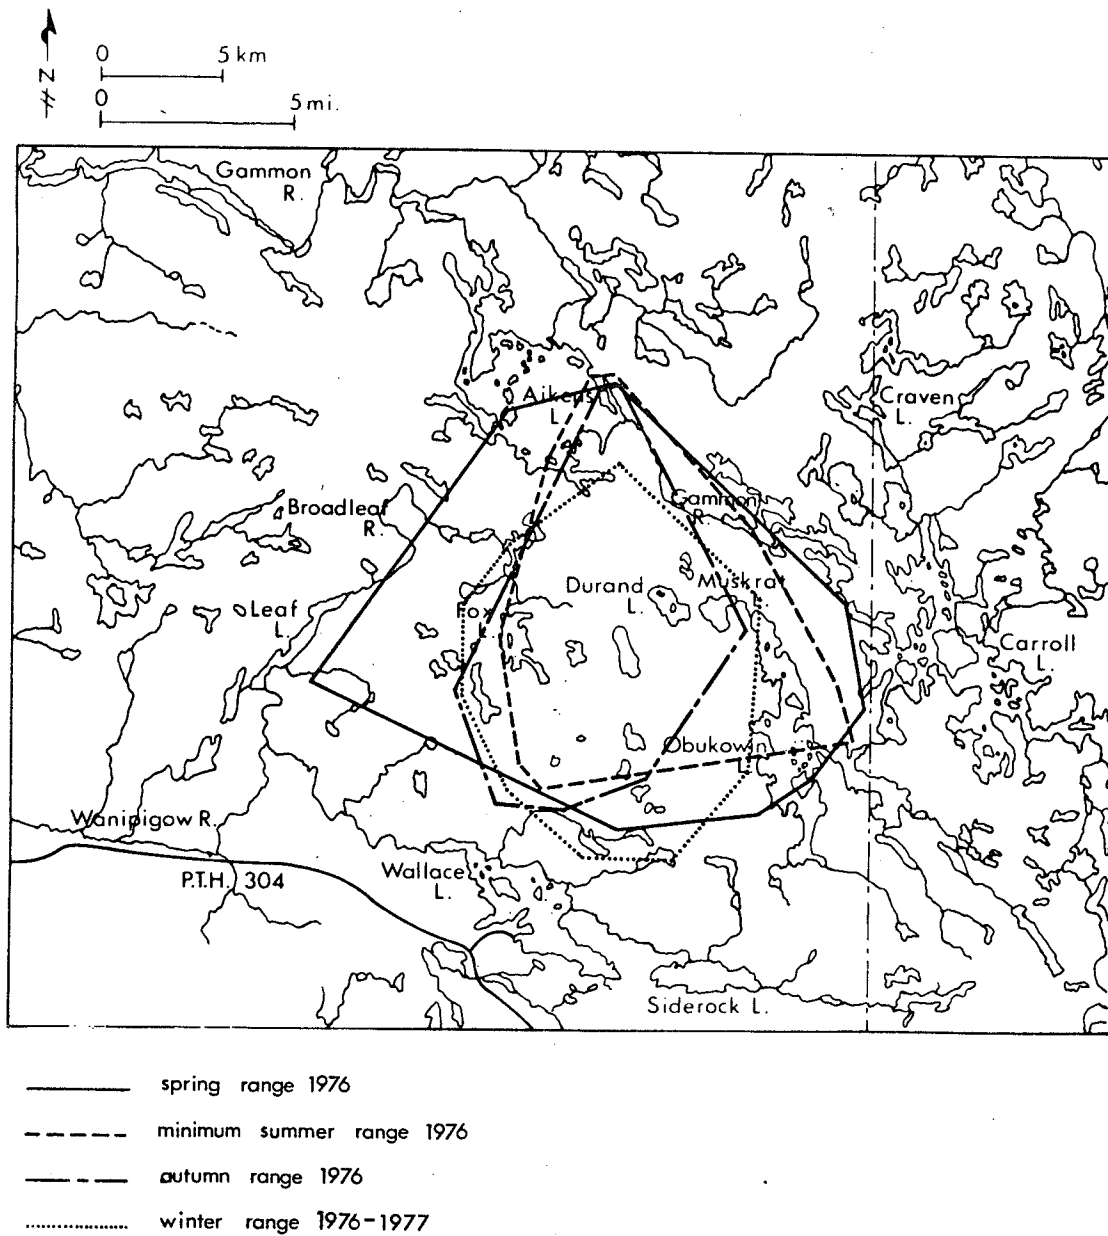 N
0 5 km
0 5 mi.
Gammon
R.
Aikens
L.
Craven
L.
Broadleaf
R.
Gammon
R.
Leaf
L.
Fox
L.
Durand
L.
Muskrat
Carroll
L.
Obukowin
L.
Wanipigow R.
P.T.H. 304
Wallace
L.
Siderock L.
spring range 1976
minimum summer range 1976
autumn range 1976
winter range 1976-1977